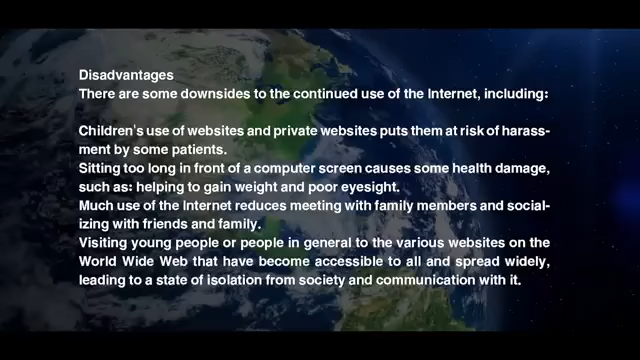 Disadvantages
There are some downsides to the continued use of the Internet, including:
Children's use of websites and private websites puts them at risk of harass-
ment by some patients.
Sitting too long in front of a computer screen causes some health damage,
such as: helping to gain weight and poor eyesight.
Much use of the Internet reduces meeting with family members and social-
izing with friends and family.
Visiting young people or people in general to the various websites on the
World Wide Web that have become accessible to all and spread widely,
leading to a state of isolation from society and communication with it.